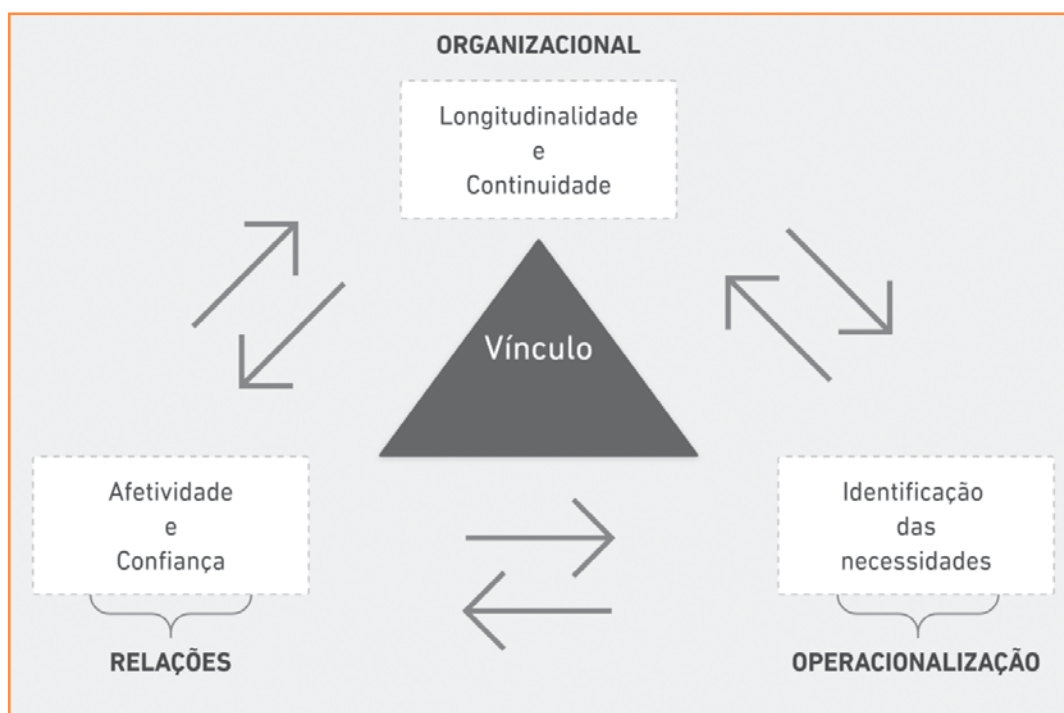 ORGANIZACIONAL
Longitudinalidade
e
Continuidade
Vínculo
Afetividade
e
Confiança
RELAÇÕES
Identificação
das
necessidades
OPERACIONALIZAÇÃO